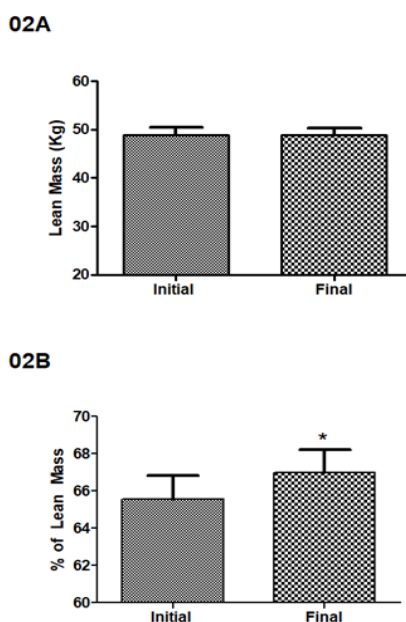 02A
60
50
40
30
20
Lean Mass (Kg)
Initial Final
02B
*
70
68
66
64
62
60
% of Lean Mass
Initial Final